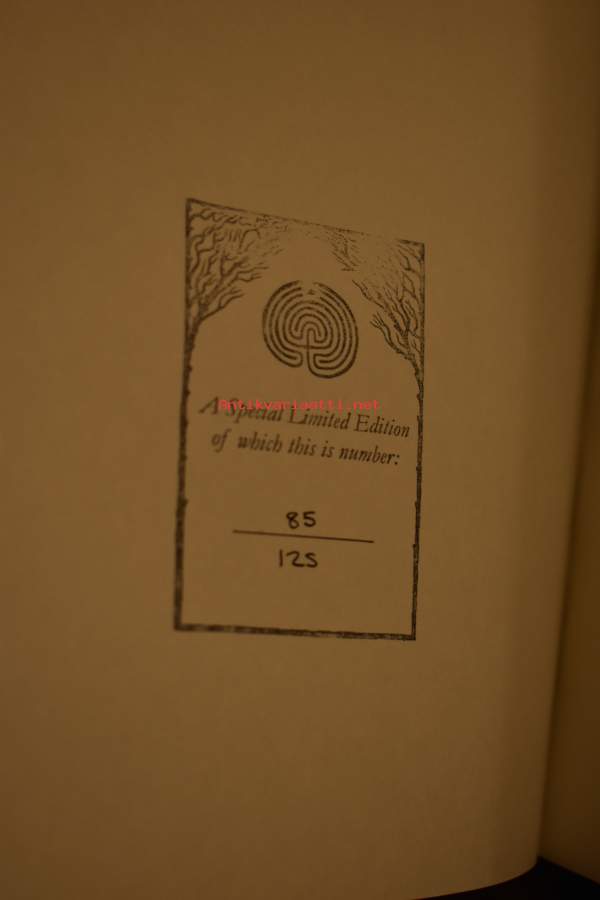 Antikvariaatti.net
A Special Limited Edition
of which this is number:
85
125